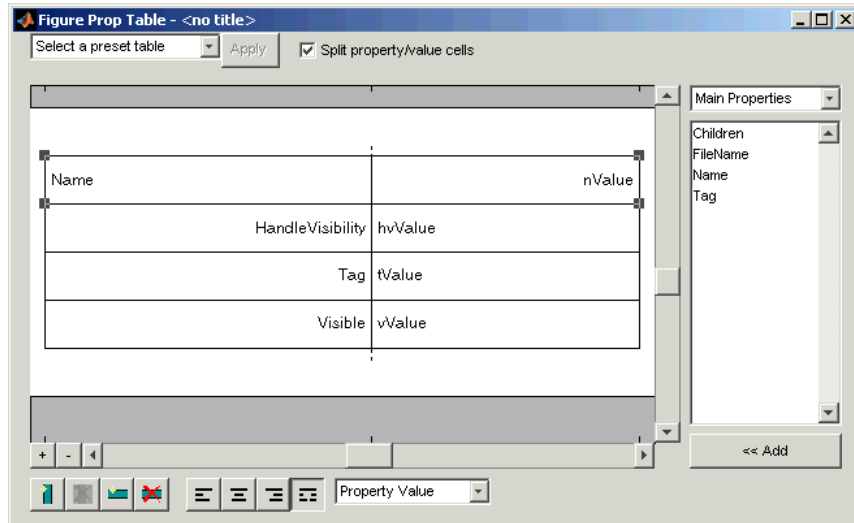 Figure Prop Table - <no title>
Select a preset table Apply Split property/value cells
Main Properties
Children
FileName
Name
Tag
Name nValue
HandleVisibility hvValue
Tag tValue
Visible vValue
+ - << Add
Property Value